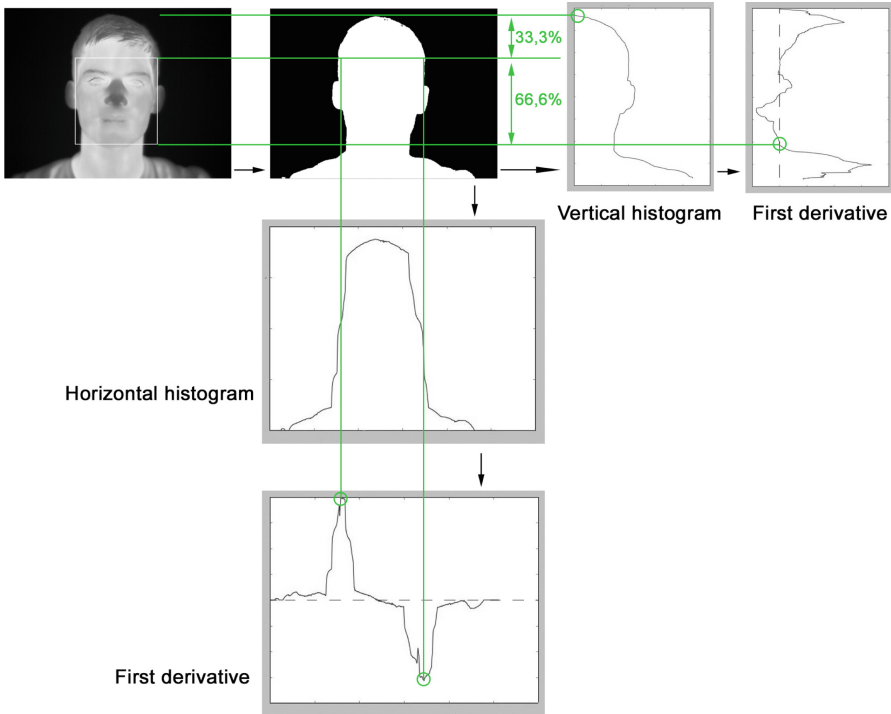 33,3%
66,6%
Vertical histogram
First derivative
Horizontal histogram
First derivative